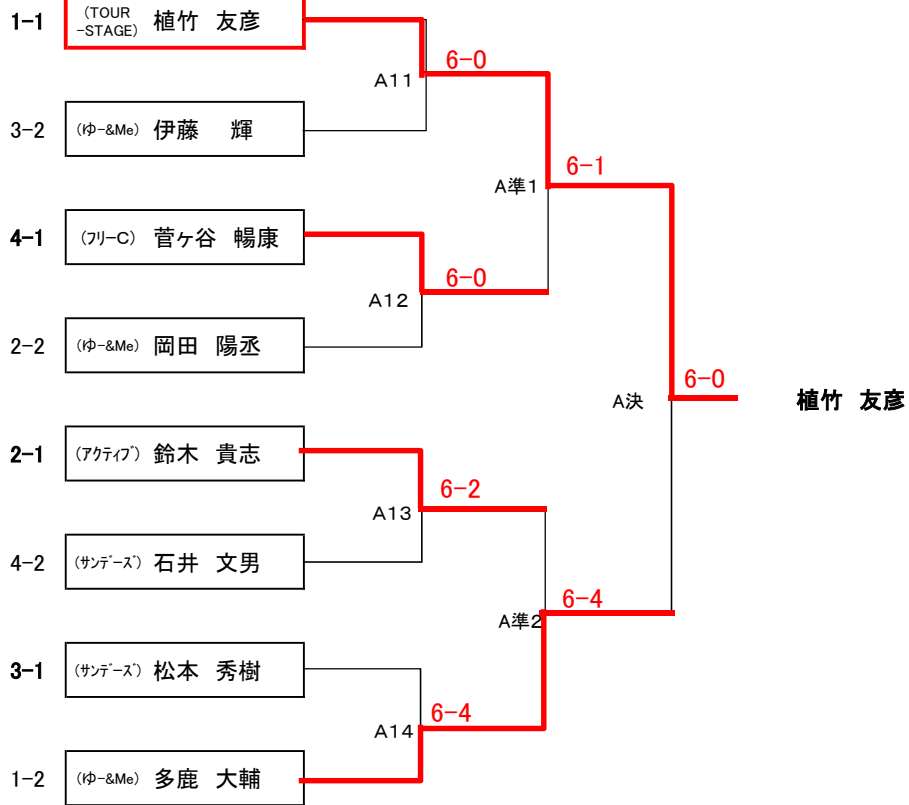 1-1 (TOUR -STAGE) 植竹 友彦
6-0
A11
3-2 (ゆー&Me) 伊藤 輝
6-1
A準1
4-1 (フリーC) 菅ヶ谷 暢康
6-0
A12
2-2 (ゆー&Me) 岡田 陽丞
6-0
A決
植竹 友彦
2-1 (アクティブ) 鈴木 貴志
6-2
A13
4-2 (サンデーズ) 石井 文男
6-4
A準2
3-1 (サンデーズ) 松本 秀樹
6-4
A14
1-2 (ゆー&Me) 多鹿 大輔